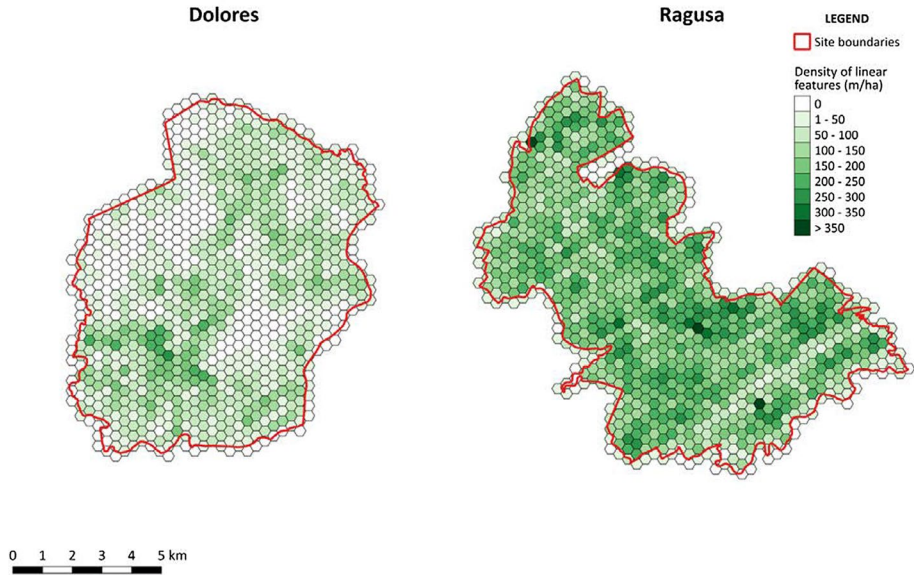 Dolores
Ragusa
LEGEND
Site boundaries
Density of linear
features (m/ha)
0
1 - 50
50 - 100
100 - 150
150 - 200
200 - 250
250 - 300
300 - 350
> 350
0 1 2 3 4 5 km